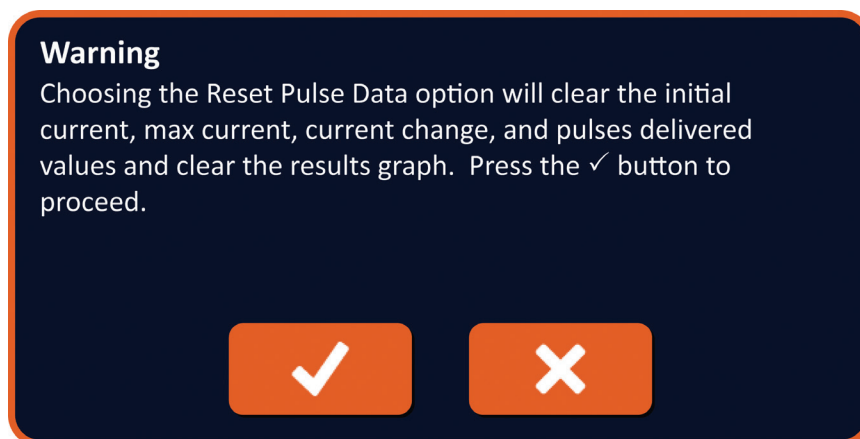 Warning
Choosing the Reset Pulse Data option will clear the initial
current, max current, current change, and pulses delivered
values and clear the results graph.  Press the ✓ button to
proceed.